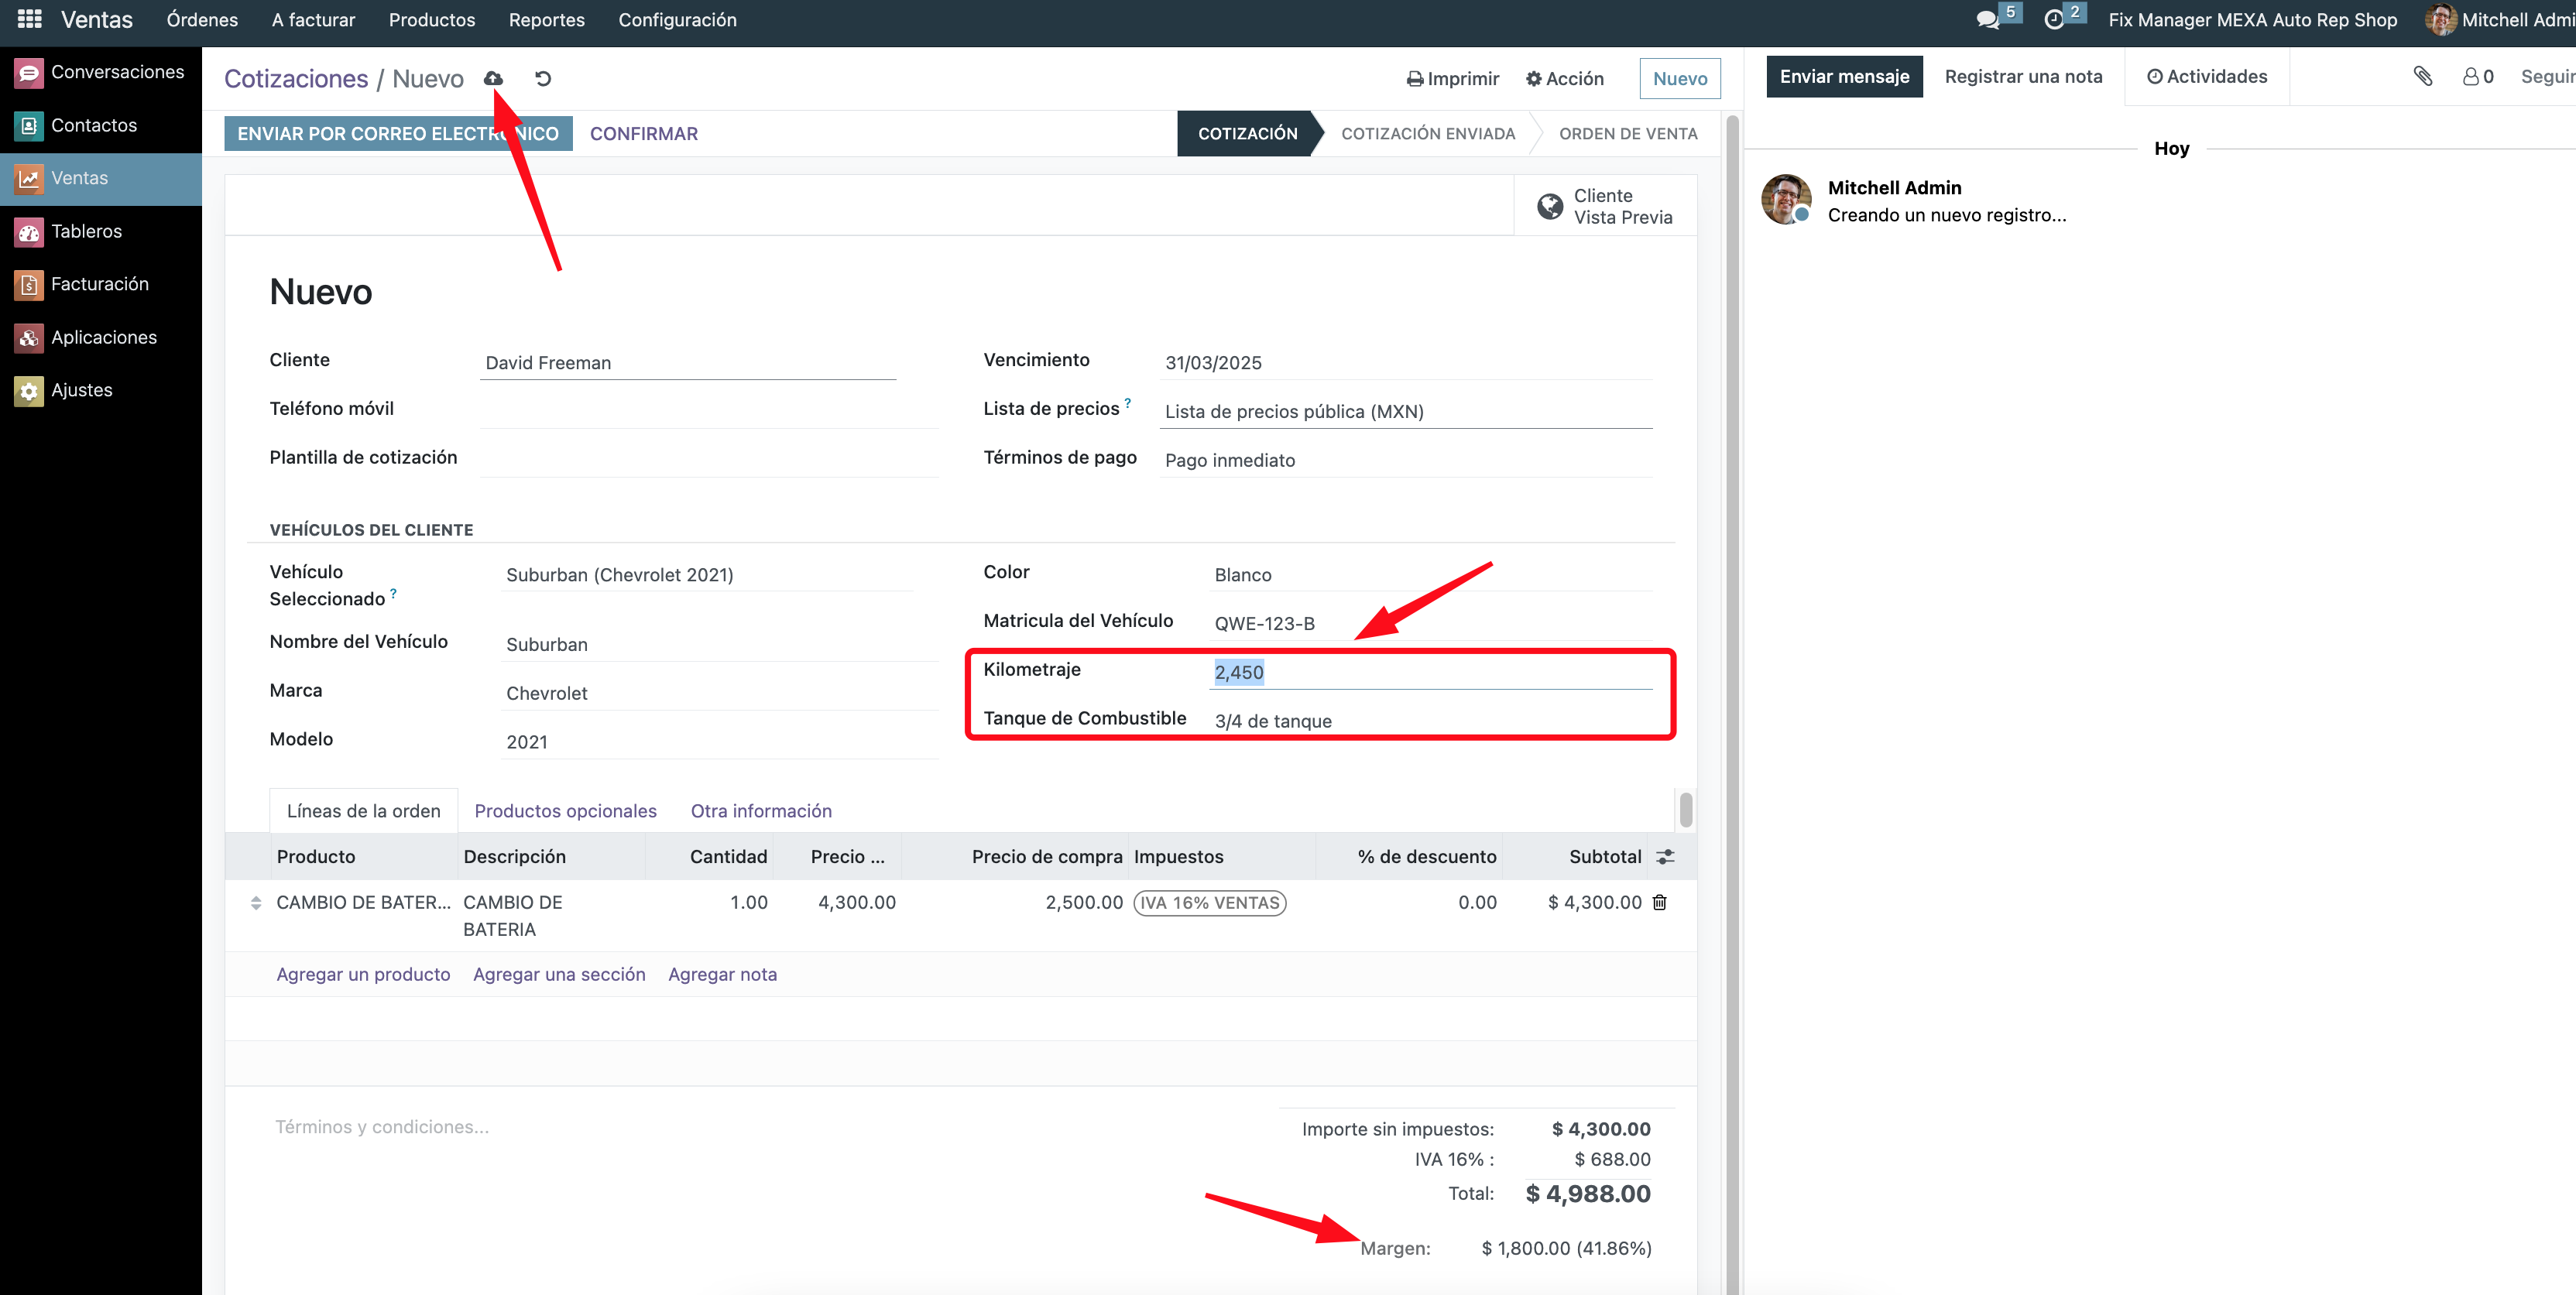 Ventas Órdenes A facturar Productos Reportes Configuración 5 2 Fix Manager MEXA Auto Rep Shop Mitchell Admi
Conversaciones
Contactos
Ventas
Tableros
Facturación
Aplicaciones
Ajustes
Cotizaciones / Nuevo Imprimir Acción Nuevo
ENVIAR POR CORREO ELECTRÓNICO CONFIRMAR COTIZACIÓN COTIZACIÓN ENVIADA ORDEN DE VENTA
Cliente
Vista Previa
Nuevo
Cliente David Freeman Vencimiento 31/03/2025
Teléfono móvil Lista de precios ? Lista de precios pública (MXN)
Plantilla de cotización Términos de pago Pago inmediato
VEHÍCULOS DEL CLIENTE
Vehículo
Seleccionado ? Suburban (Chevrolet 2021) Color Blanco
Matricula del Vehículo QWE-123-B
Nombre del Vehículo Suburban Kilometraje 2,450
Marca Chevrolet Tanque de Combustible 3/4 de tanque
Modelo 2021
Líneas de la orden Productos opcionales Otra información
Producto Descripción Cantidad Precio ... Precio de compra Impuestos % de descuento Subtotal
CAMBIO DE BATER... CAMBIO DE
BATERIA 1.00 4,300.00 2,500.00 IVA 16% VENTAS 0.00 $ 4,300.00
Agregar un producto Agregar una sección Agregar nota
Términos y condiciones...
Importe sin impuestos: $ 4,300.00
IVA 16% : $ 688.00
Total: $ 4,988.00
Margen: $ 1,800.00 (41.86%)
Enviar mensaje Registrar una nota Actividades 0 Seguir
Hoy
Mitchell Admin
Creando un nuevo registro...